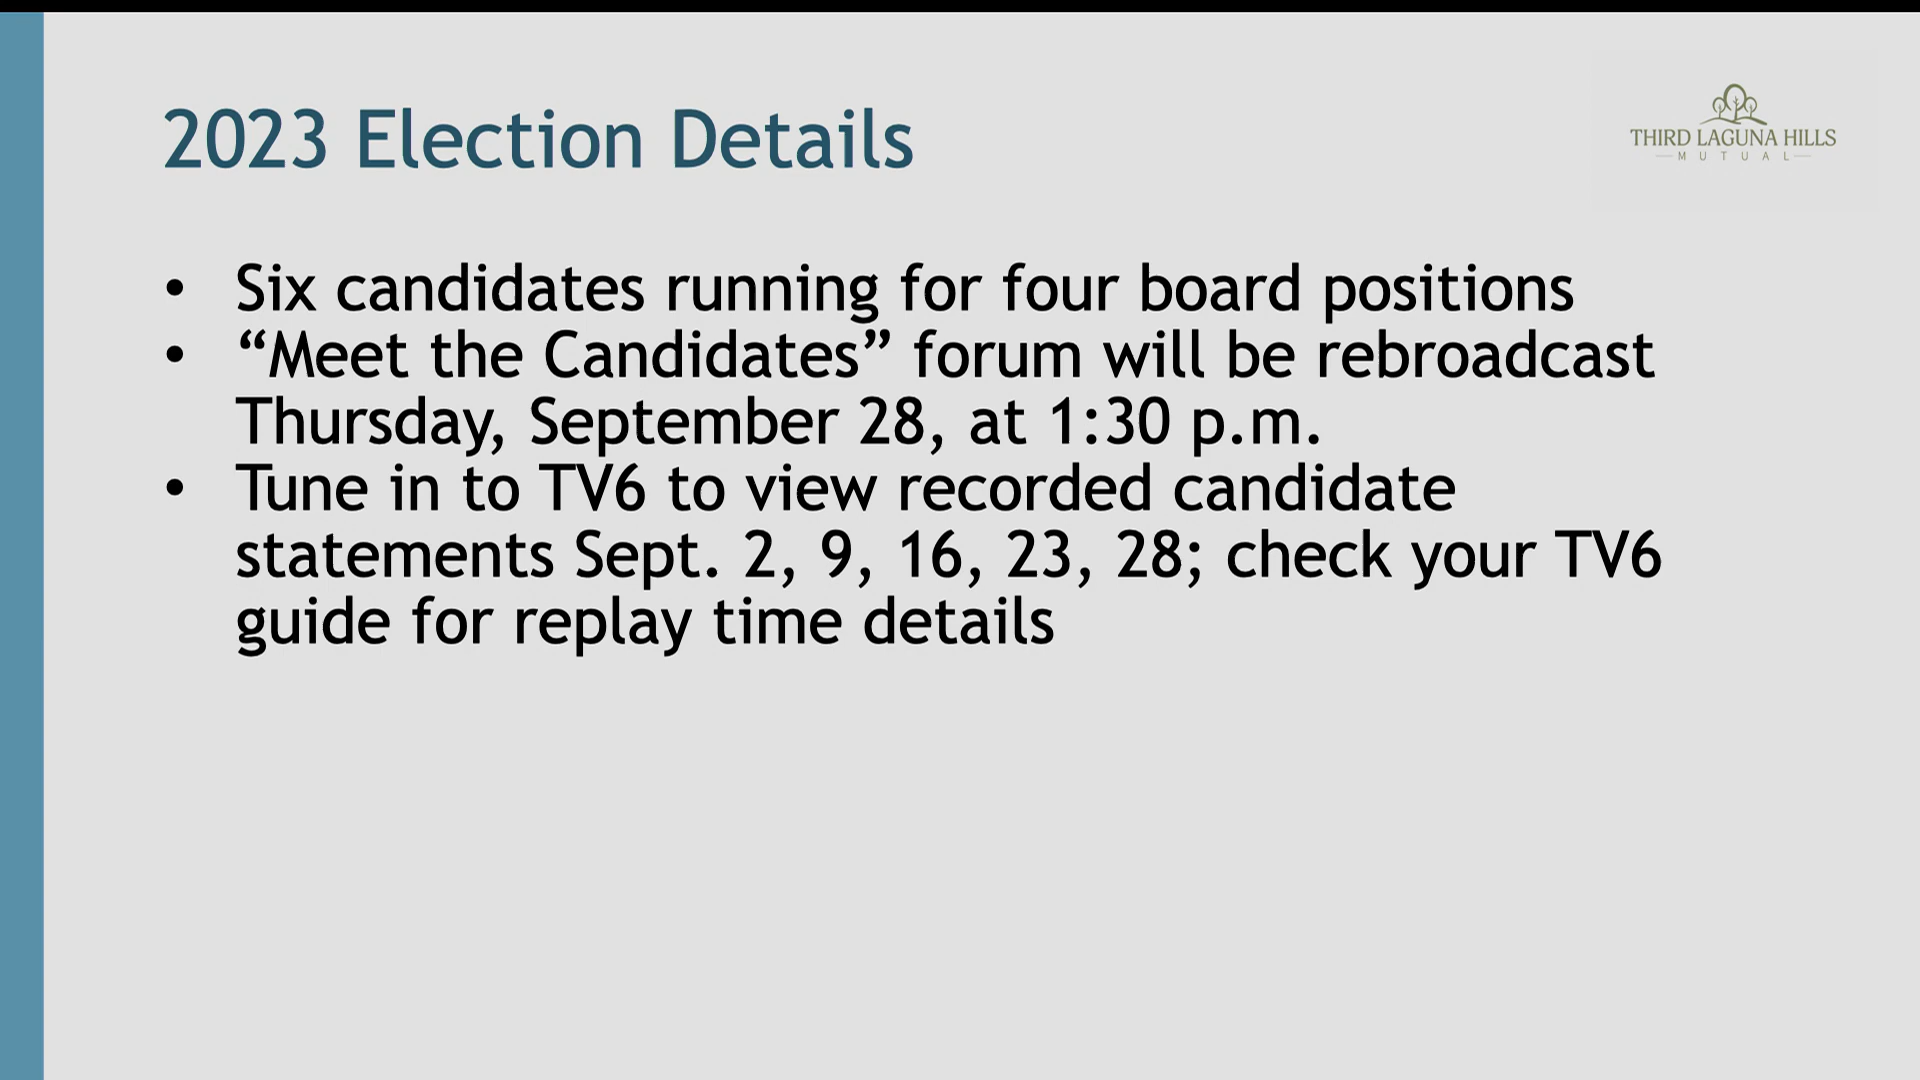 2023 Election Details
THIRD LAGUNA HILLS
MUTUAL
• Six candidates running for four board positions
• “Meet the Candidates” forum will be rebroadcast
Thursday, September 28, at 1:30 p.m.
• Tune in to TV6 to view recorded candidate
statements Sept. 2, 9, 16, 23, 28; check your TV6
guide for replay time details